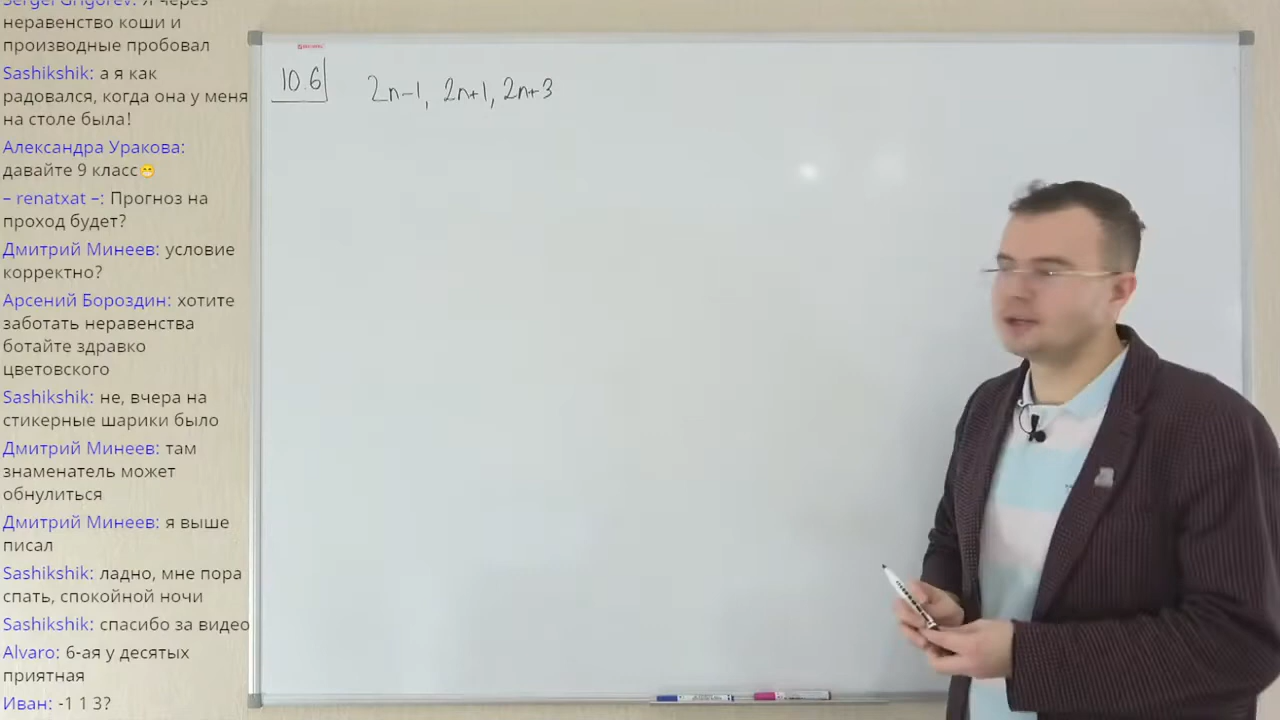 Sergei Grigorev: Я через
неравенство коши и
производные пробовал
Sashikshik: а я как
радовался, когда она у меня
на столе была!
Александра Уракова:
давайте 9 класс😁
– renatxat –: Прогноз на
проход будет?
Дмитрий Минеев: условие
корректно?
Арсений Бороздин: хотите
заботать неравенства
ботайте здравко
цветовского
Sashikshik: не, вчера на
стикерные шарики было
Дмитрий Минеев: там
знаменатель может
обнулиться
Дмитрий Минеев: я выше
писал
Sashikshik: ладно, мне пора
спать, спокойной ночи
Sashikshik: спасибо за видео
Alvaro: 6-ая у десятых
приятная
Иван: -1 1 3?
10.6
2n-1, 2n+1, 2n+3